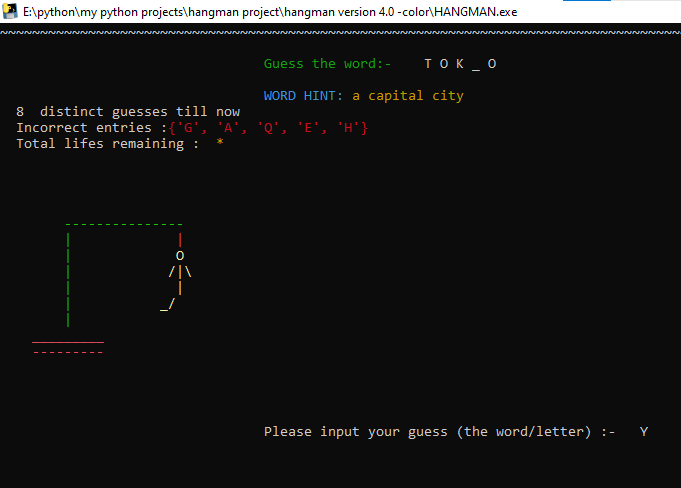 E:\python\my python projects\hangman project\hangman version 4.0 -color\HANGMAN.exe
Guess the word:- T O K _ O
WORD HINT: a capital city
8 distinct guesses till now
Incorrect entries :{'G', 'A', 'Q', 'E', 'H'}
Total lifes remaining : *
Please input your guess (the word/letter) :- Y